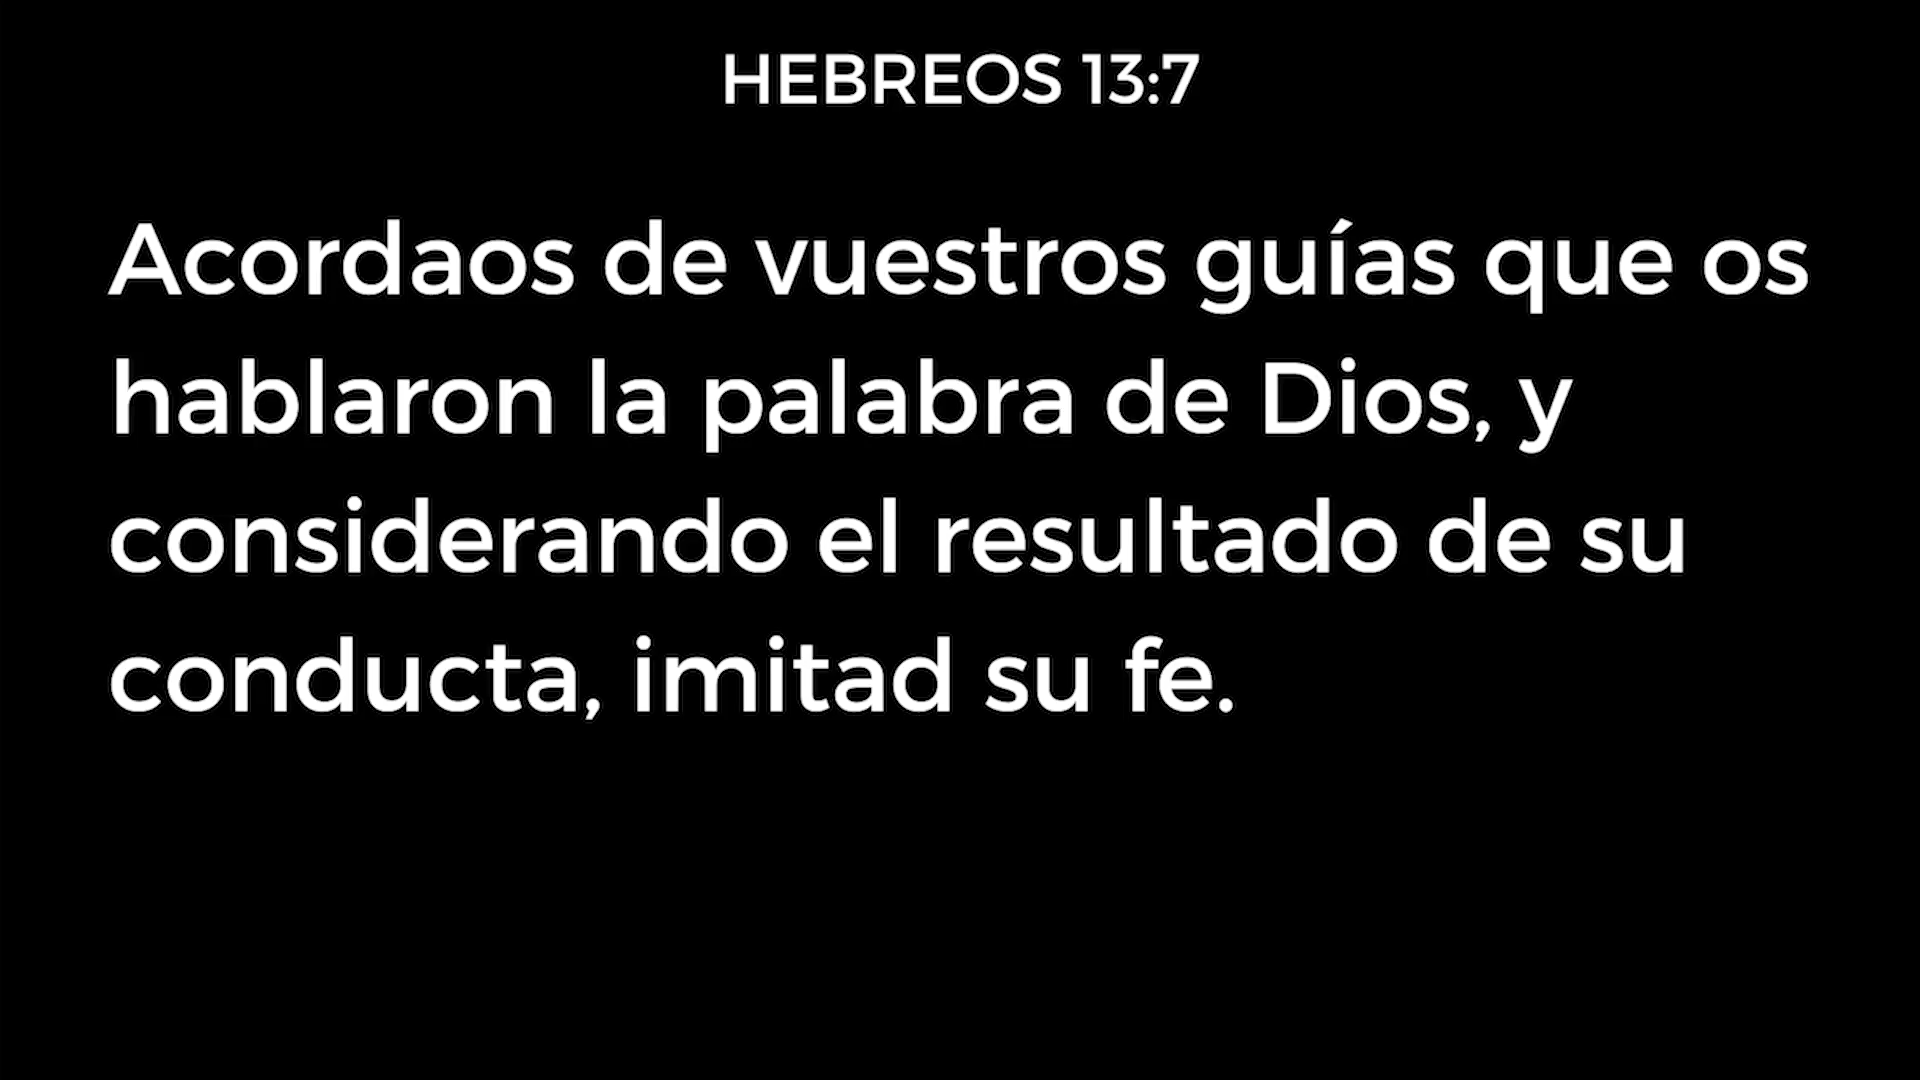 HEBREOS 13:7
Acordaos de vuestros guías que os
hablaron la palabra de Dios, y
considerando el resultado de su
conducta, imitad su fe.